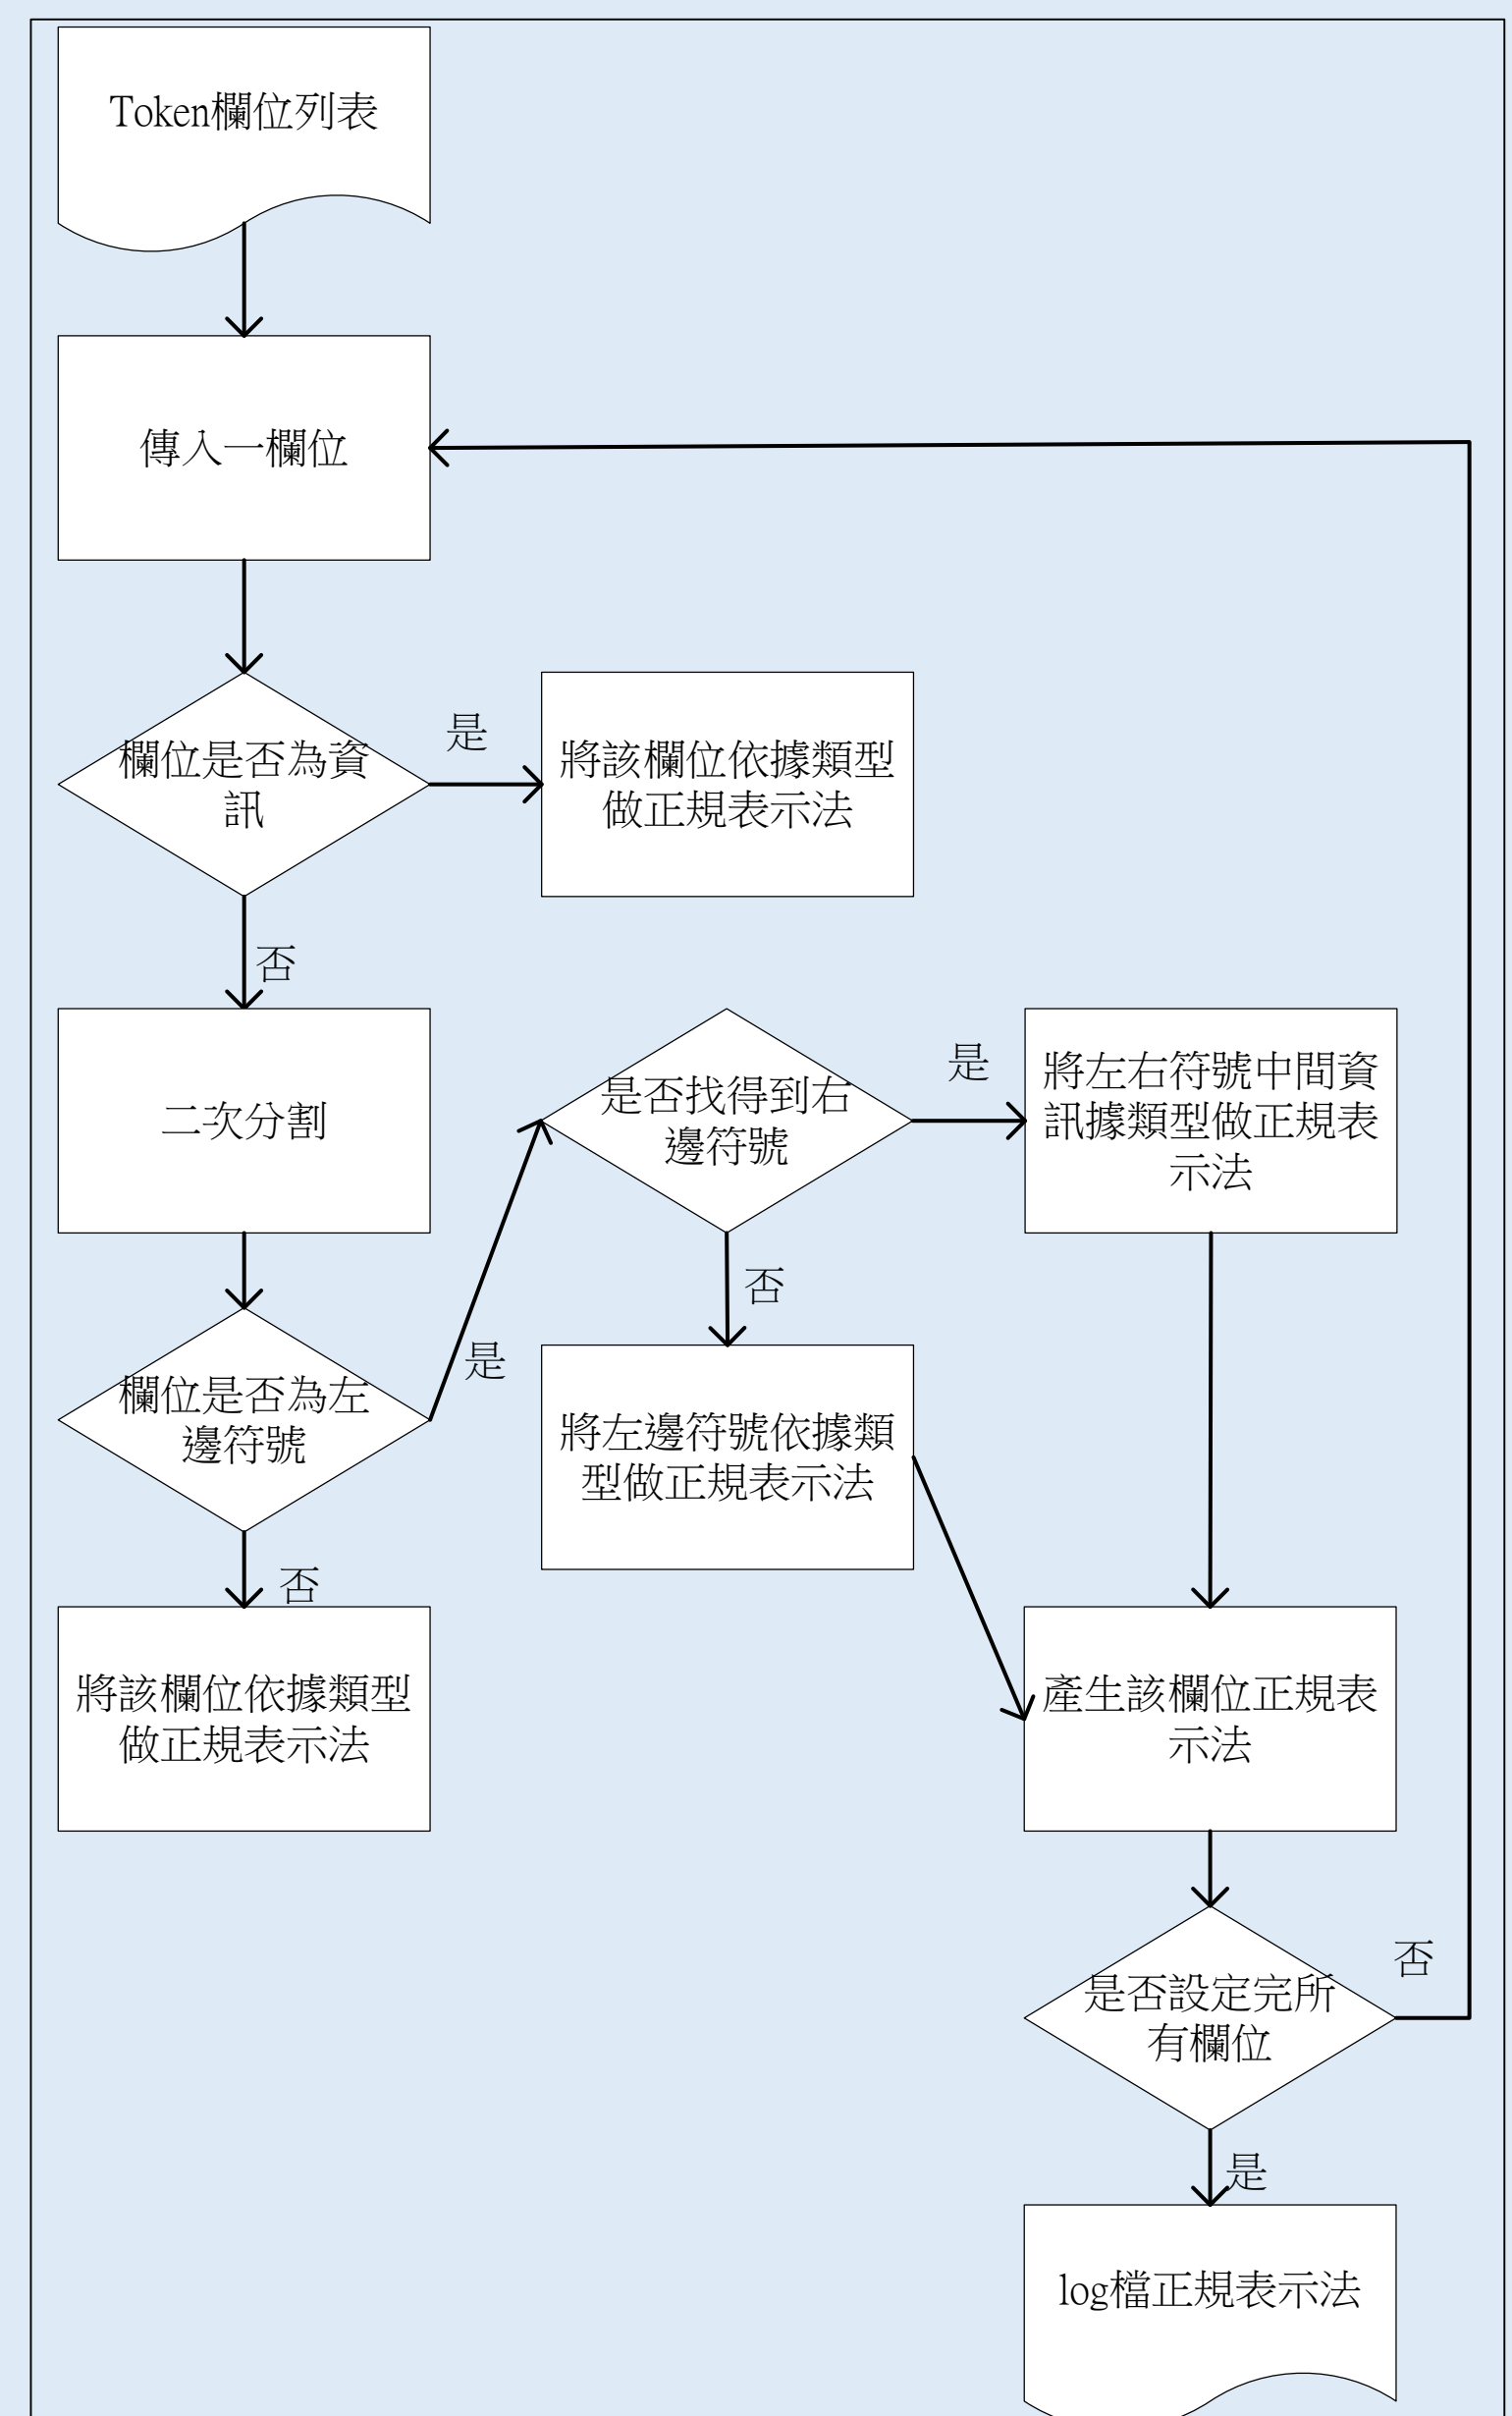 Token欄位列表
傳入一欄位
欄位是否為資
訊
是
將該欄位依據類型
做正規表示法
否
二次分割
是否找得到右
邊符號
是
將左右符號中間資
訊據類型做正規表
示法
否
欄位是否為左
邊符號
是
將左邊符號依據類
型做正規表示法
否
將該欄位依據類型
做正規表示法
產生該欄位正規表
示法
是否設定完所
有欄位
否
是
log檔正規表示法